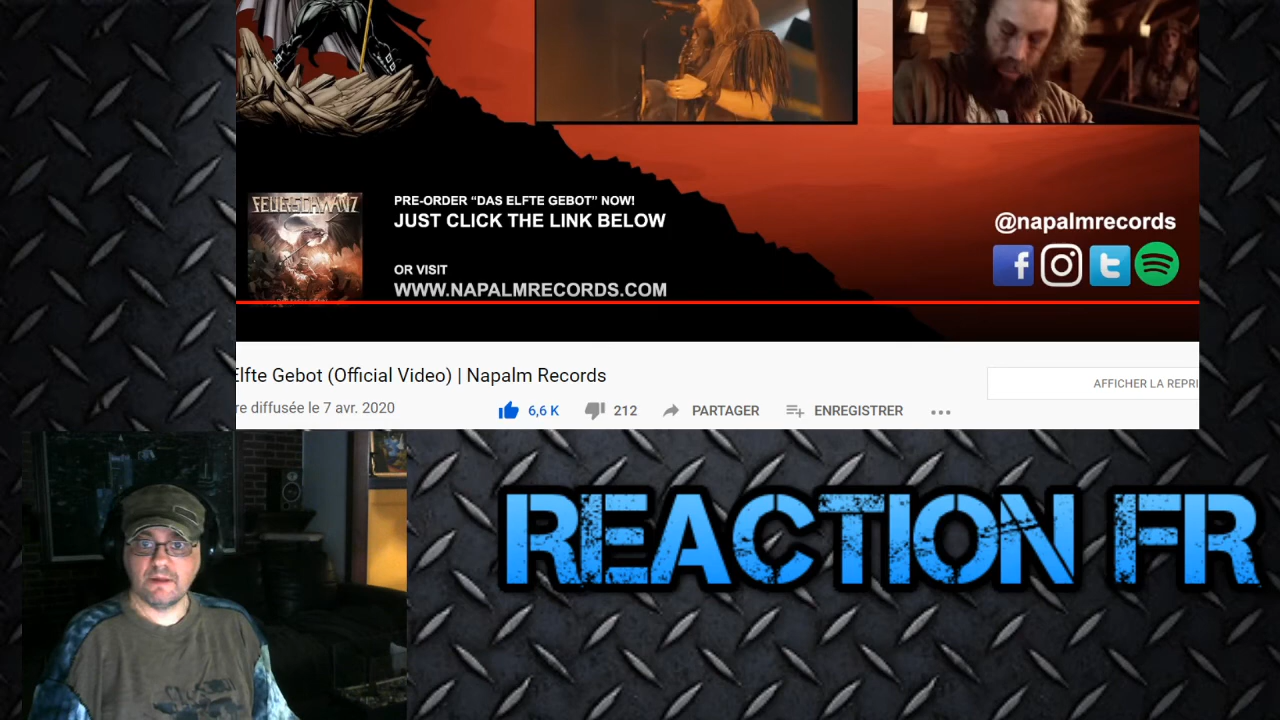 FEUERSCHWANZ
PRE-ORDER “DAS ELFTE GEBOT” NOW!
JUST CLICK THE LINK BELOW
OR VISIT
WWW.NAPALMRECORDS.COM
@napalmrecords
Elfte Gebot (Official Video) | Napalm Records
re diffusée le 7 avr. 2020
6,6 K
212
PARTAGER
ENREGISTRER
AFFICHER LA REPRI
REACTION FR